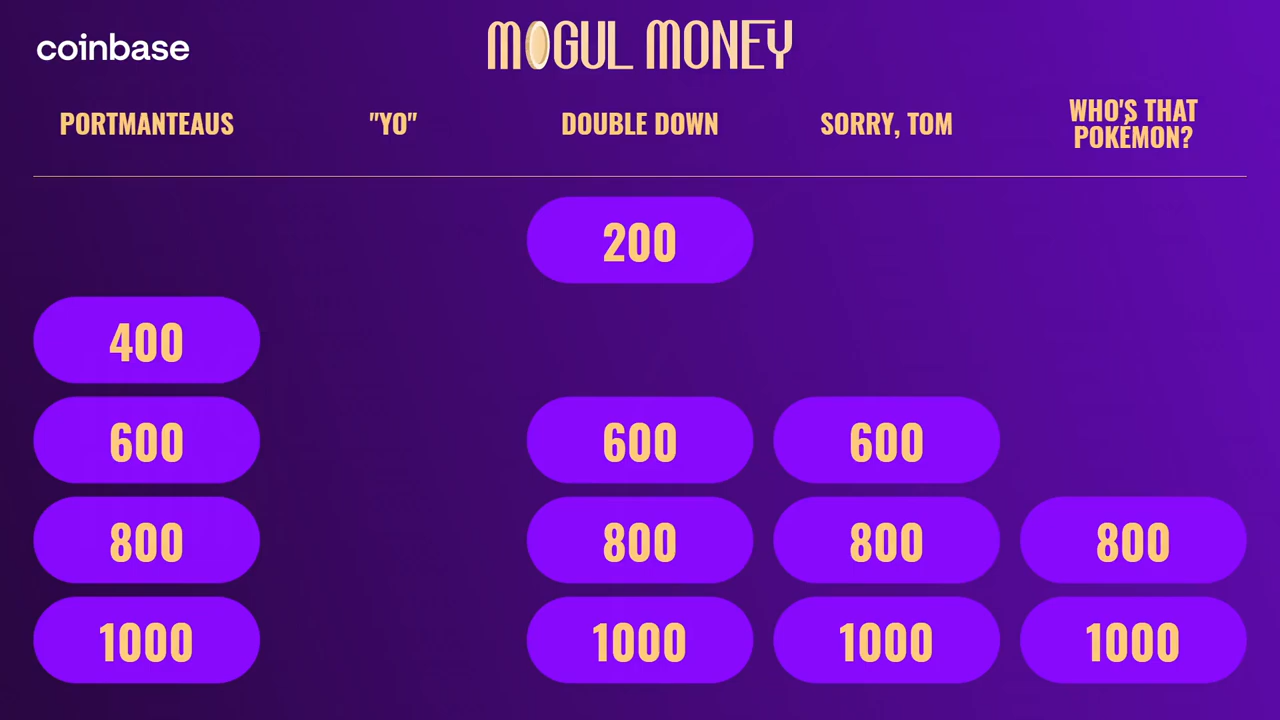 coinbase
MOGUL MONEY
PORTMANTEAUS
"YO"
DOUBLE DOWN
SORRY, TOM
WHO'S THAT
POKÉMON?
200
400
600
600
600
800
800
800
800
1000
1000
1000
1000